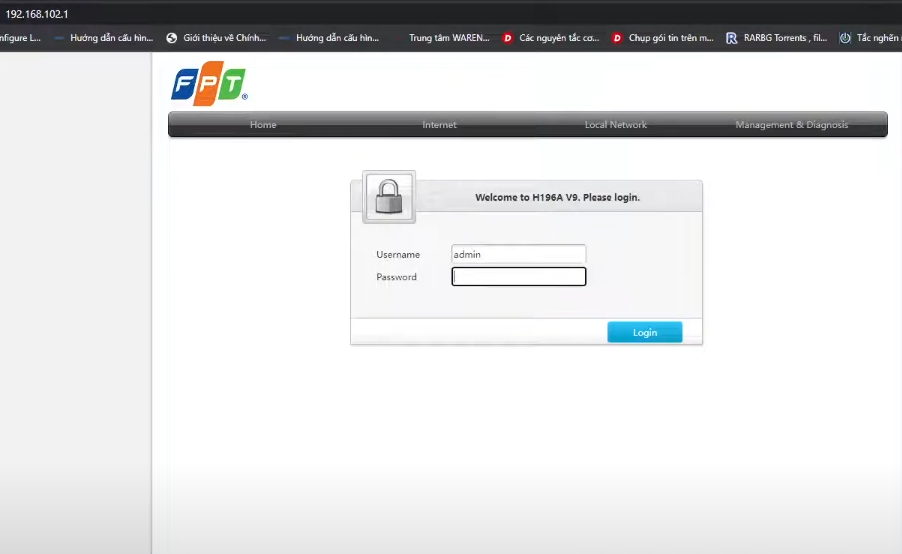 192.168.102.1
nfigure L... Hướng dẫn cấu hìn... Giới thiệu về Chính... Hướng dẫn cấu hìn... Trung tâm WAREN... Các nguyên tắc cơ... Chụp gói tin trên m... RARBG Torrents , fil... Tắc nghẽn
FPT®
Home Internet Local Network Management & Diagnosis
Welcome to H196A V9. Please login.
Username admin
Password
Login